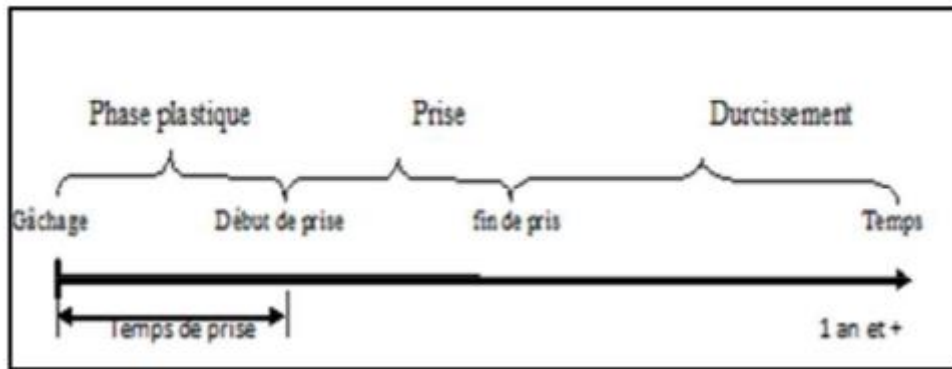 Phase plastique Prise Durcissement
Gâchage Début de prise fin de pris Temps
Temps de prise 1 an et +